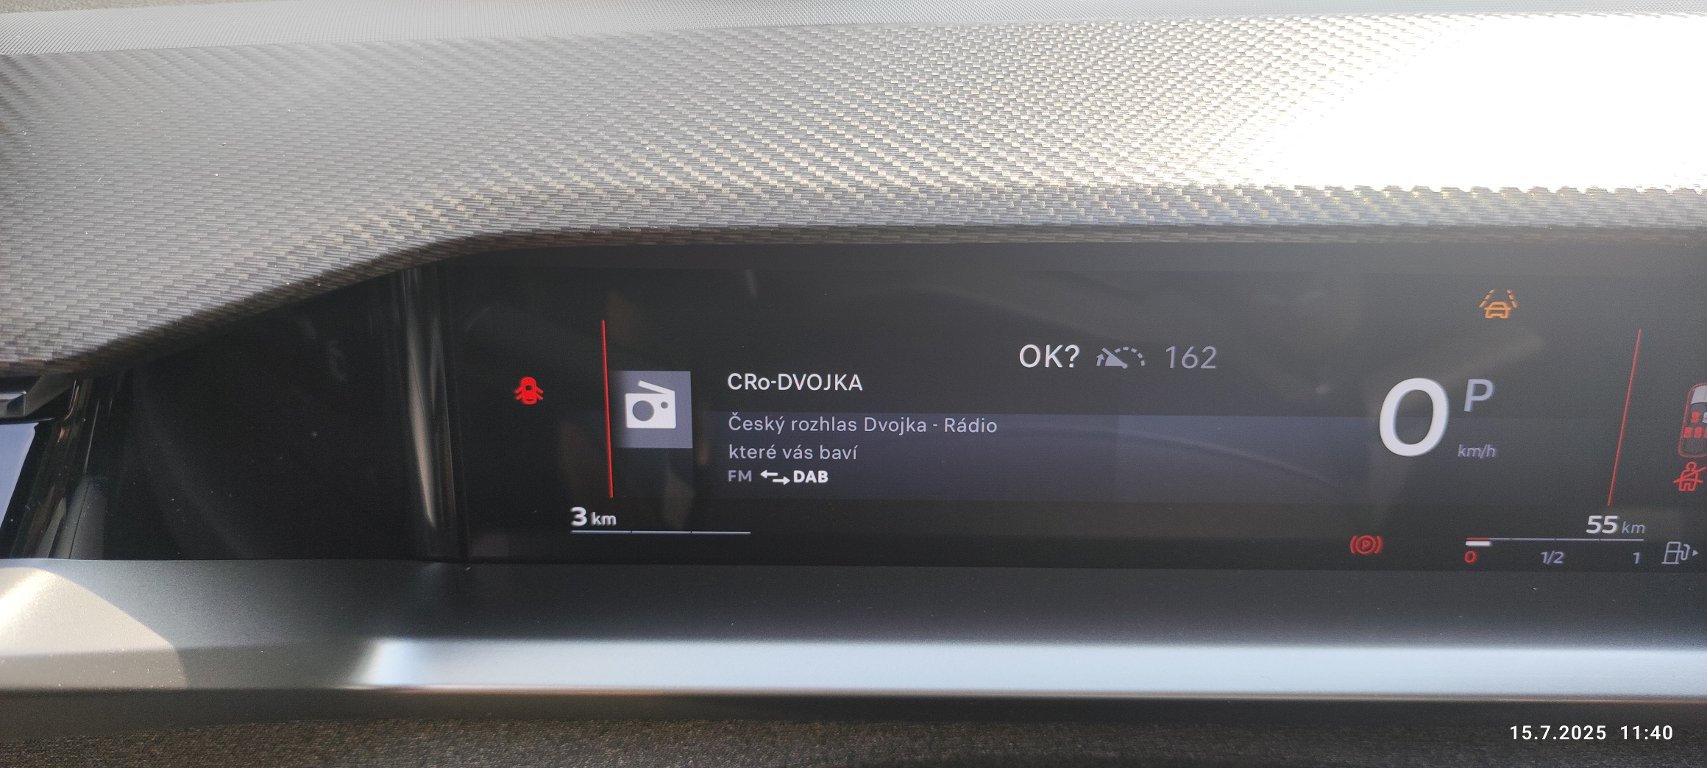 OK? 162
CRo-DVOJKA
Český rozhlas Dvojka - Rádio
které vás baví
FM DAB
0 P
km/h
3 km
55 km
P
0 1/2 1
15.7.2025 11:40